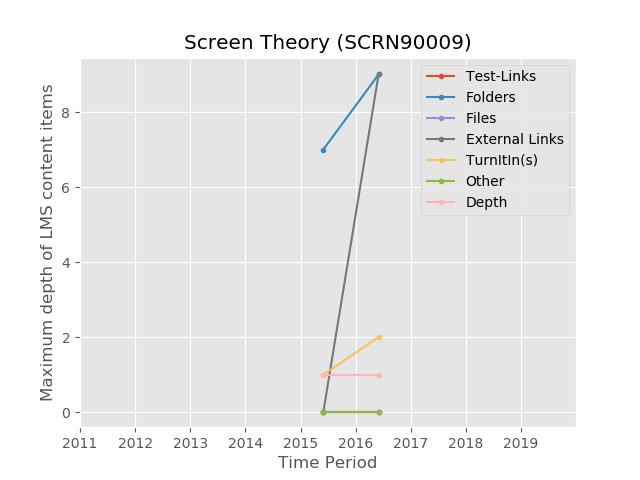 Screen Theory (SCRN90009)
Test-Links
Folders
Files
External Links
TurnItIn(s)
Other
Depth
Maximum depth of LMS content items
8
6
4
2
0
2011 2012 2013 2014 2015 2016 2017 2018 2019
Time Period